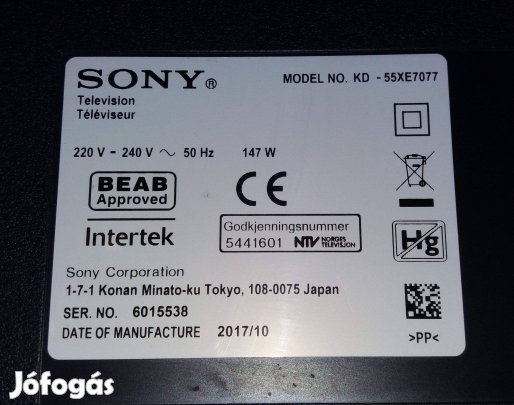 SONY®
MODEL NO. KD - 55XE7077
Television
Téléviseur
220 V - 240 V ~ 50 Hz 147 W
BEAB
Approved
Intertek
CE
Godkjenningsnummer
5441601 NTV NORGES TELEVISJON
Hg
Sony Corporation
1-7-1 Konan Minato-ku Tokyo, 108-0075 Japan
SER. NO. 6015538
DATE OF MANUFACTURE 2017/10
>PP<
Jófogás